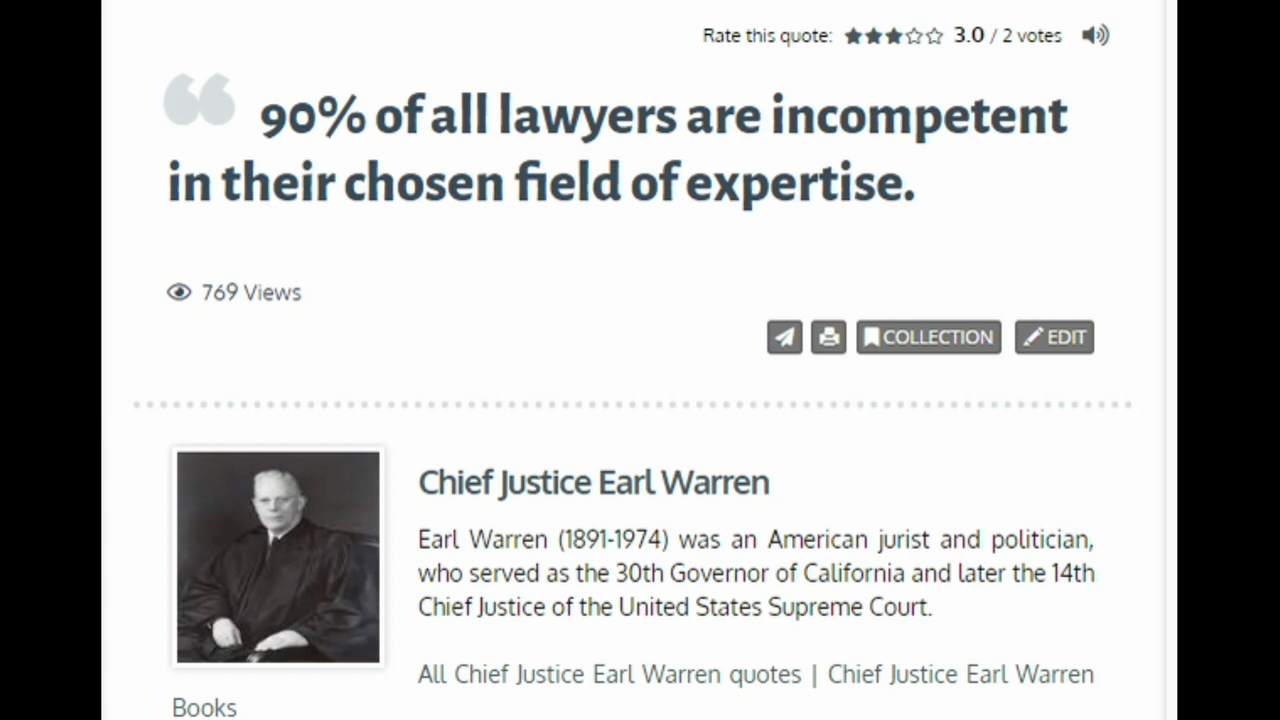 Rate this quote: 3.0 / 2 votes
“ 90% of all lawyers are incompetent
in their chosen field of expertise.
769 Views
COLLECTION EDIT
Chief Justice Earl Warren
Earl Warren (1891-1974) was an American jurist and politician,
who served as the 30th Governor of California and later the 14th
Chief Justice of the United States Supreme Court.
All Chief Justice Earl Warren quotes | Chief Justice Earl Warren
Books